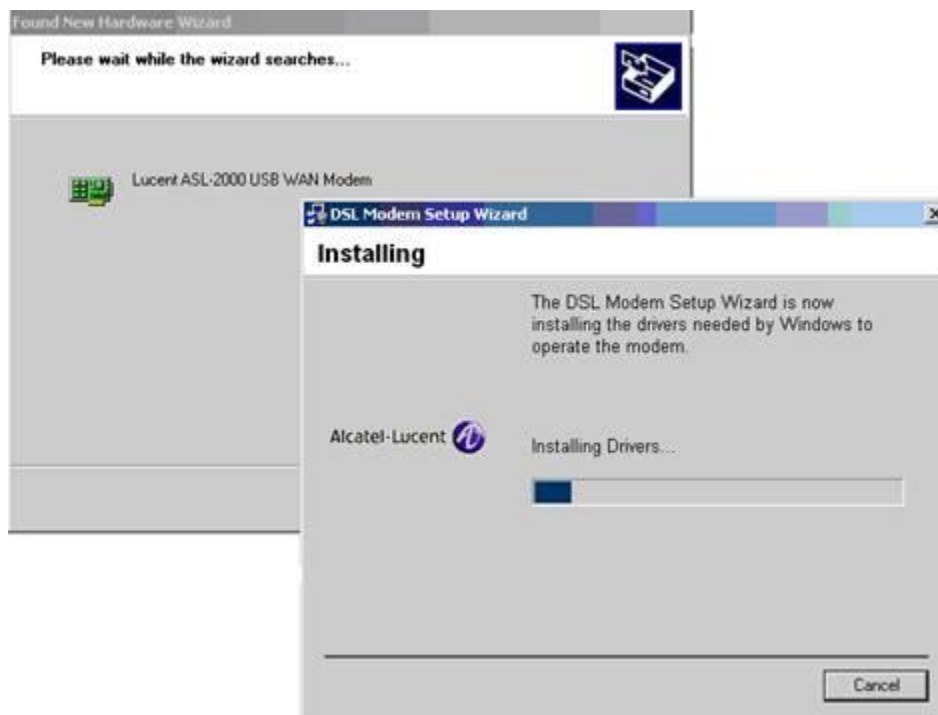 Found New Hardware Wizard
Please wait while the wizard searches...
Lucent ASL-2000 USB WAN Modem
DSL Modem Setup Wizard
Installing
The DSL Modem Setup Wizard is now
installing the drivers needed by Windows to
operate the modem.
Alcatel-Lucent
Installing Drivers...
Cancel